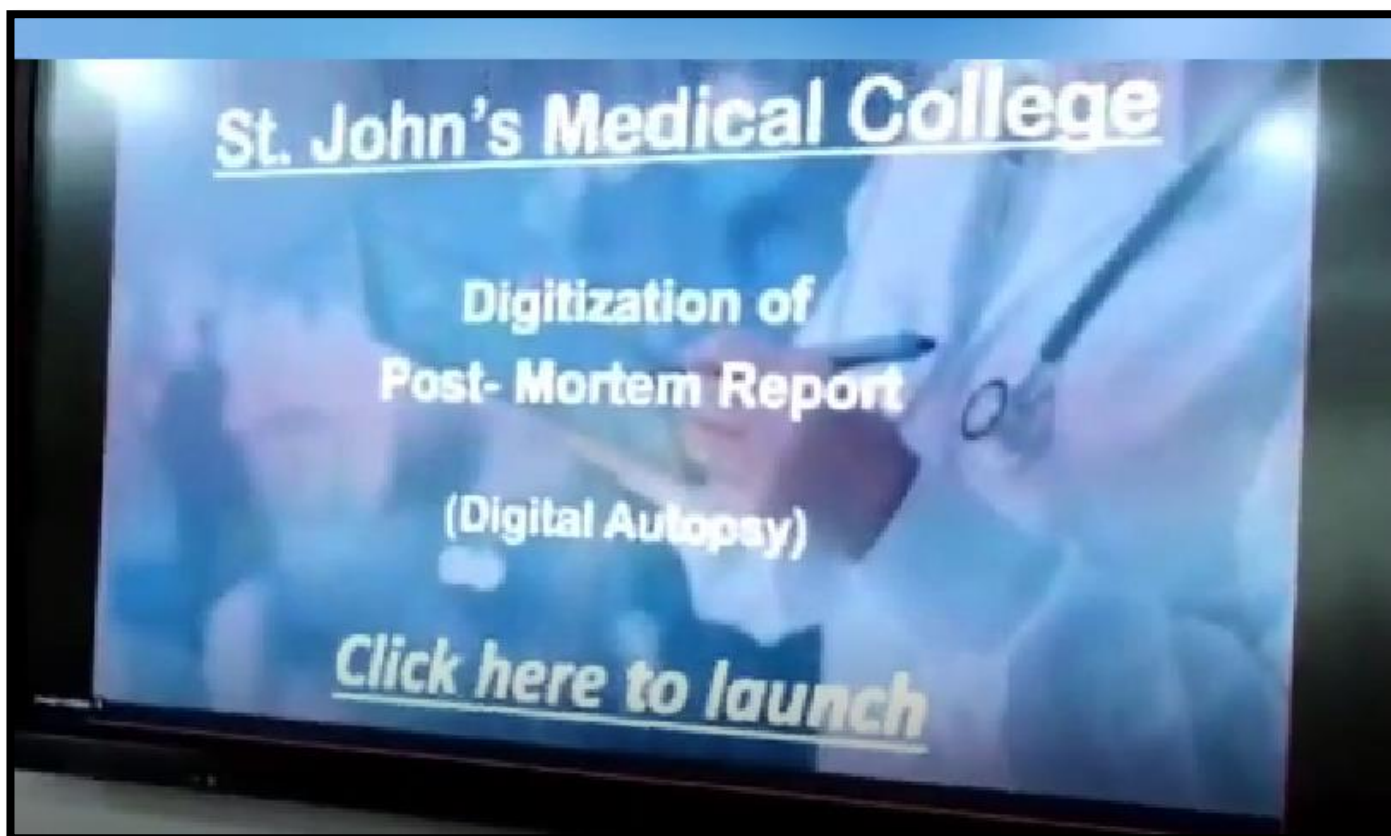 St. John's Medical College
Digitization of
Post- Mortem Report
(Digital Autopsy)
Click here to launch